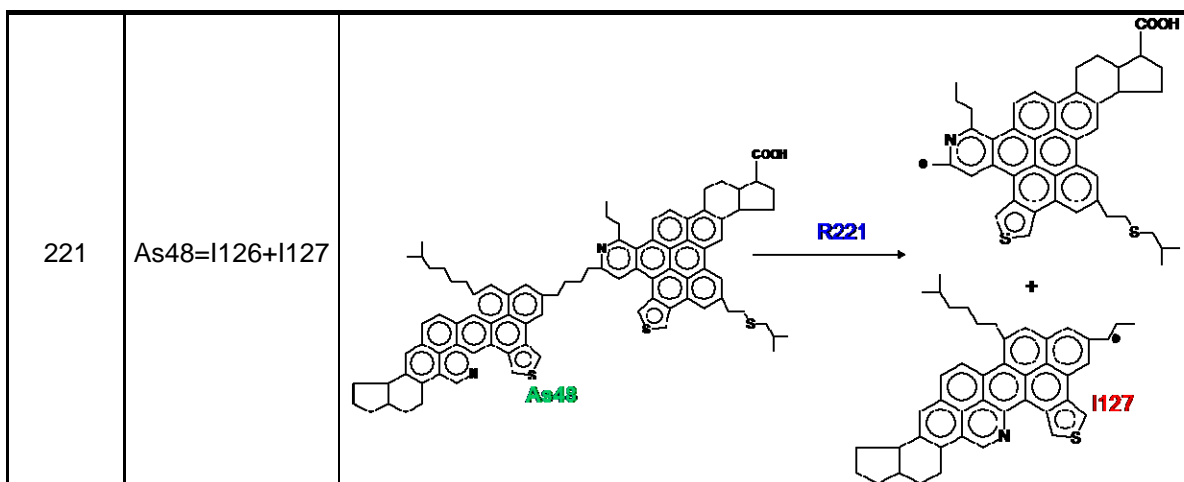 221
As48=I126+I127
COOH
N
S
S
N
S
As48
R221
COOH
N
S
S
+
N
S
I127